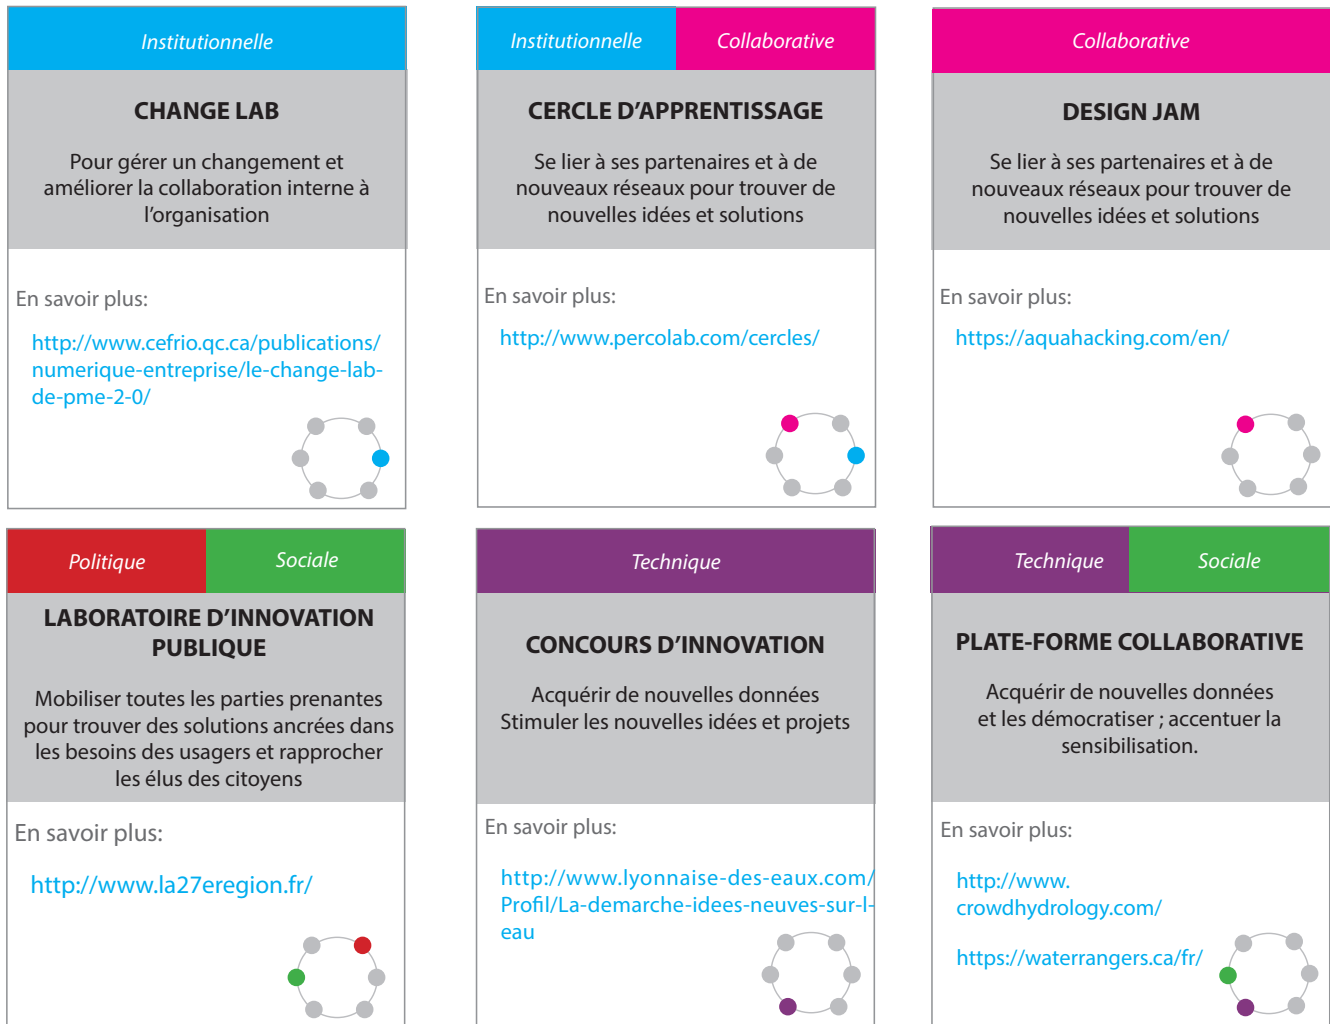 Institutionnelle
CHANGE LAB
Pour gérer un changement et
améliorer la collaboration interne à
l’organisation
En savoir plus:
http://www.cefrio.qc.ca/publications/
numerique-entreprise/le-change-lab-
de-pme-2-0/
Institutionnelle Collaborative
CERCLE D’APPRENTISSAGE
Se lier à ses partenaires et à de
nouveaux réseaux pour trouver de
nouvelles idées et solutions
En savoir plus:
http://www.percolab.com/cercles/
Collaborative
DESIGN JAM
Se lier à ses partenaires et à de
nouveaux réseaux pour trouver de
nouvelles idées et solutions
En savoir plus:
https://aquahacking.com/en/
Politique Sociale
LABORATOIRE D’INNOVATION
PUBLIQUE
Mobiliser toutes les parties prenantes
pour trouver des solutions ancrées dans
les besoins des usagers et rapprocher
les élus des citoyens
En savoir plus:
http://www.la27eregion.fr/
Technique
CONCOURS D’INNOVATION
Acquérir de nouvelles données
Stimuler les nouvelles idées et projets
En savoir plus:
http://www.lyonnaise-des-eaux.com/
Profil/La-demarche-idees-neuves-sur-l-
eau
Technique Sociale
PLATE-FORME COLLABORATIVE
Acquérir de nouvelles données
et les démocratiser ; accentuer la
sensibilisation.
En savoir plus:
http://www.
crowdhydrology.com/
https://waterrangers.ca/fr/